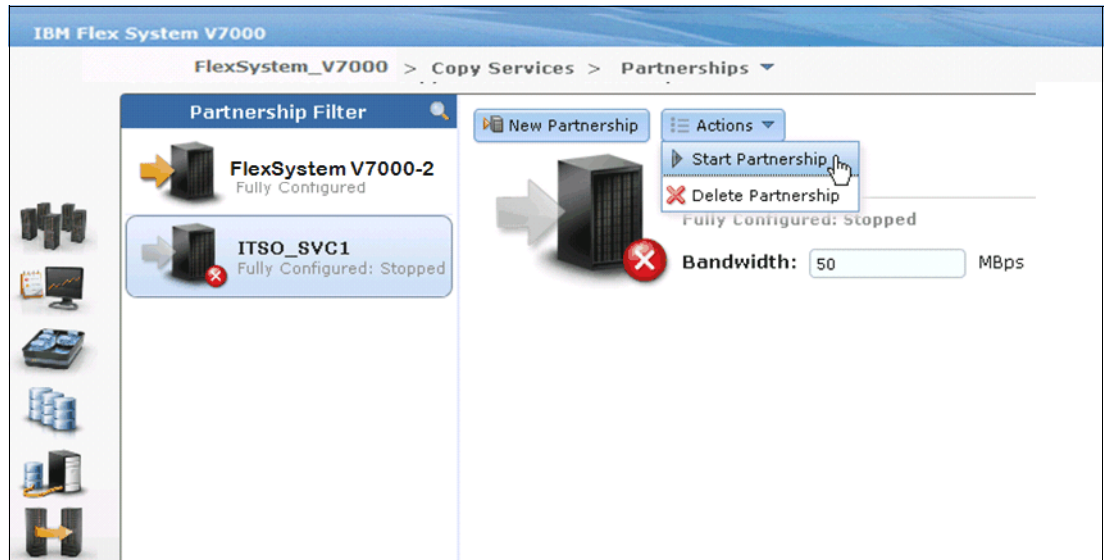 IBM Flex System V7000
FlexSystem_V7000 > Copy Services > Partnerships
Partnership Filter
FlexSystem V7000-2
Fully Configured
ITSO_SVC1
Fully Configured: Stopped
New Partnership
Actions
Start Partnership
Delete Partnership
Fully Configured: Stopped
Bandwidth: 50 MBps